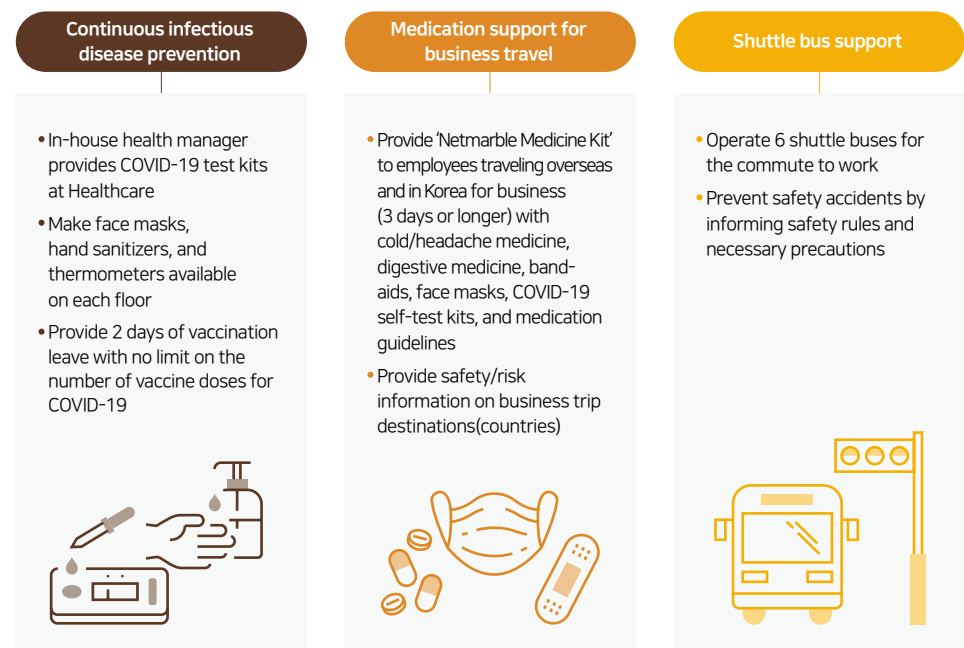 Continuous infectious
disease prevention
• In-house health manager
provides COVID-19 test kits
at Healthcare
• Make face masks,
hand sanitizers, and
thermometers available
on each floor
• Provide 2 days of vaccination
leave with no limit on the
number of vaccine doses for
COVID-19
Medication support for
business travel
• Provide ‘Netmarble Medicine Kit’
to employees traveling overseas
and in Korea for business
(3 days or longer) with
cold/headache medicine,
digestive medicine, band-
aids, face masks, COVID-19
self-test kits, and medication
guidelines
• Provide safety/risk
information on business trip
destinations(countries)
Shuttle bus support
• Operate 6 shuttle buses for
the commute to work
• Prevent safety accidents by
informing safety rules and
necessary precautions